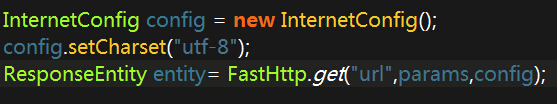 InternetConfig config = new InternetConfig();
config.setCharset("utf-8");
ResponseEntity entity= FastHttp.get("url",params,config);